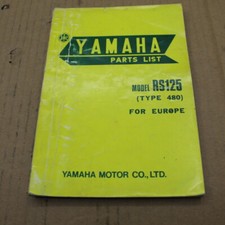 YAMAHA
PARTS LIST
MODEL RS125
(TYPE 480)
FOR EUROPE
YAMAHA MOTOR CO., LTD.